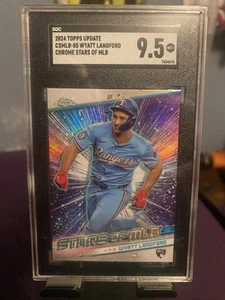 SGC
2024 TOPPS UPDATE
CSMLB-85 WYATT LANGFORD
CHROME STARS OF MLB
9.5
Rangers
STARS OF MLB
WYATT LANGFORD